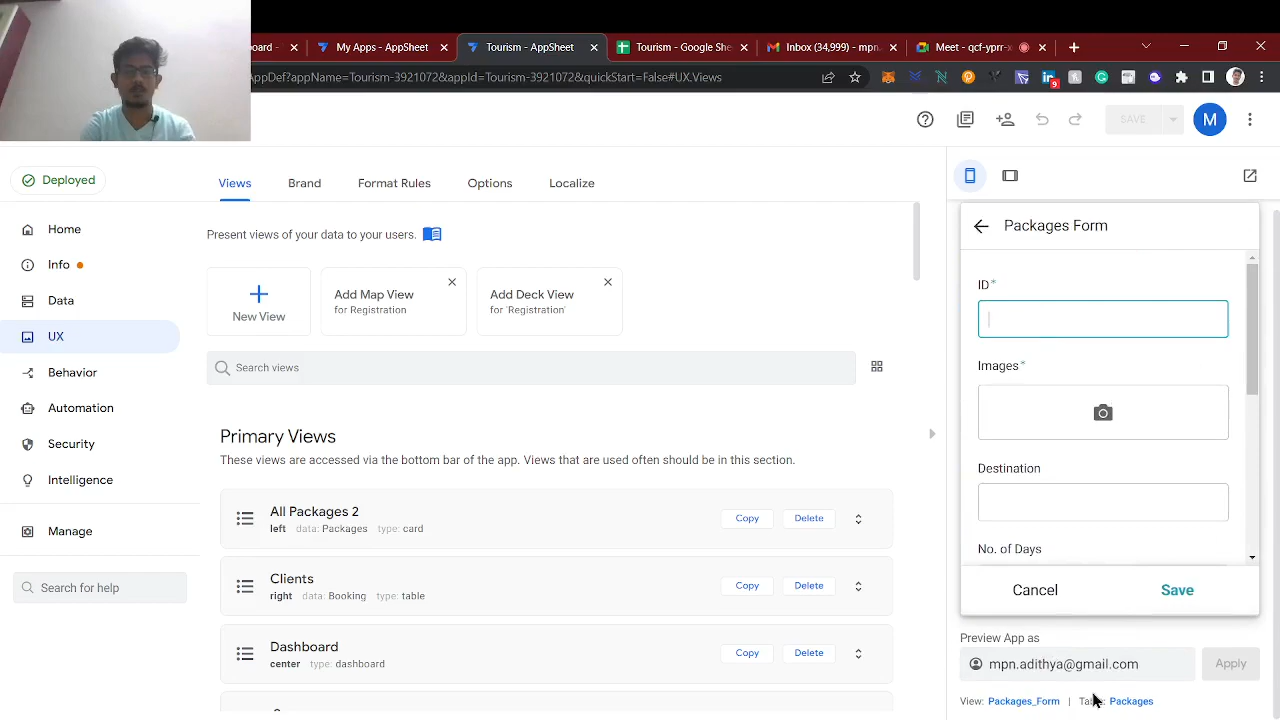 oard -
My Apps - AppSheet
Tourism - AppSheet
Tourism - Google She
Inbox (34,999) - mpn.
Meet - qcf-ypr-x
AppDef?appName=Tourism-3921072&appId=Tourism-3921072&quickStart=False#UX.Views
9
SAVE
M
Deployed
Home
Info
Data
UX
Behavior
Automation
Security
Intelligence
Manage
Search for help
Views
Brand
Format Rules
Options
Localize
Present views of your data to your users.
New View
Add Map View
for Registration
Add Deck View
for 'Registration'
Search views
Primary Views
These views are accessed via the bottom bar of the app. Views that are used often should be in this section.
All Packages 2
left data: Packages type: card
Copy
Delete
Clients
right data: Booking type: table
Copy
Delete
Dashboard
center type: dashboard
Copy
Delete
Packages Form
ID*
Images*
Destination
No. of Days
Cancel
Save
Preview App as
mpn.adithya@gmail.com
Apply
View: Packages_Form | Table: Packages